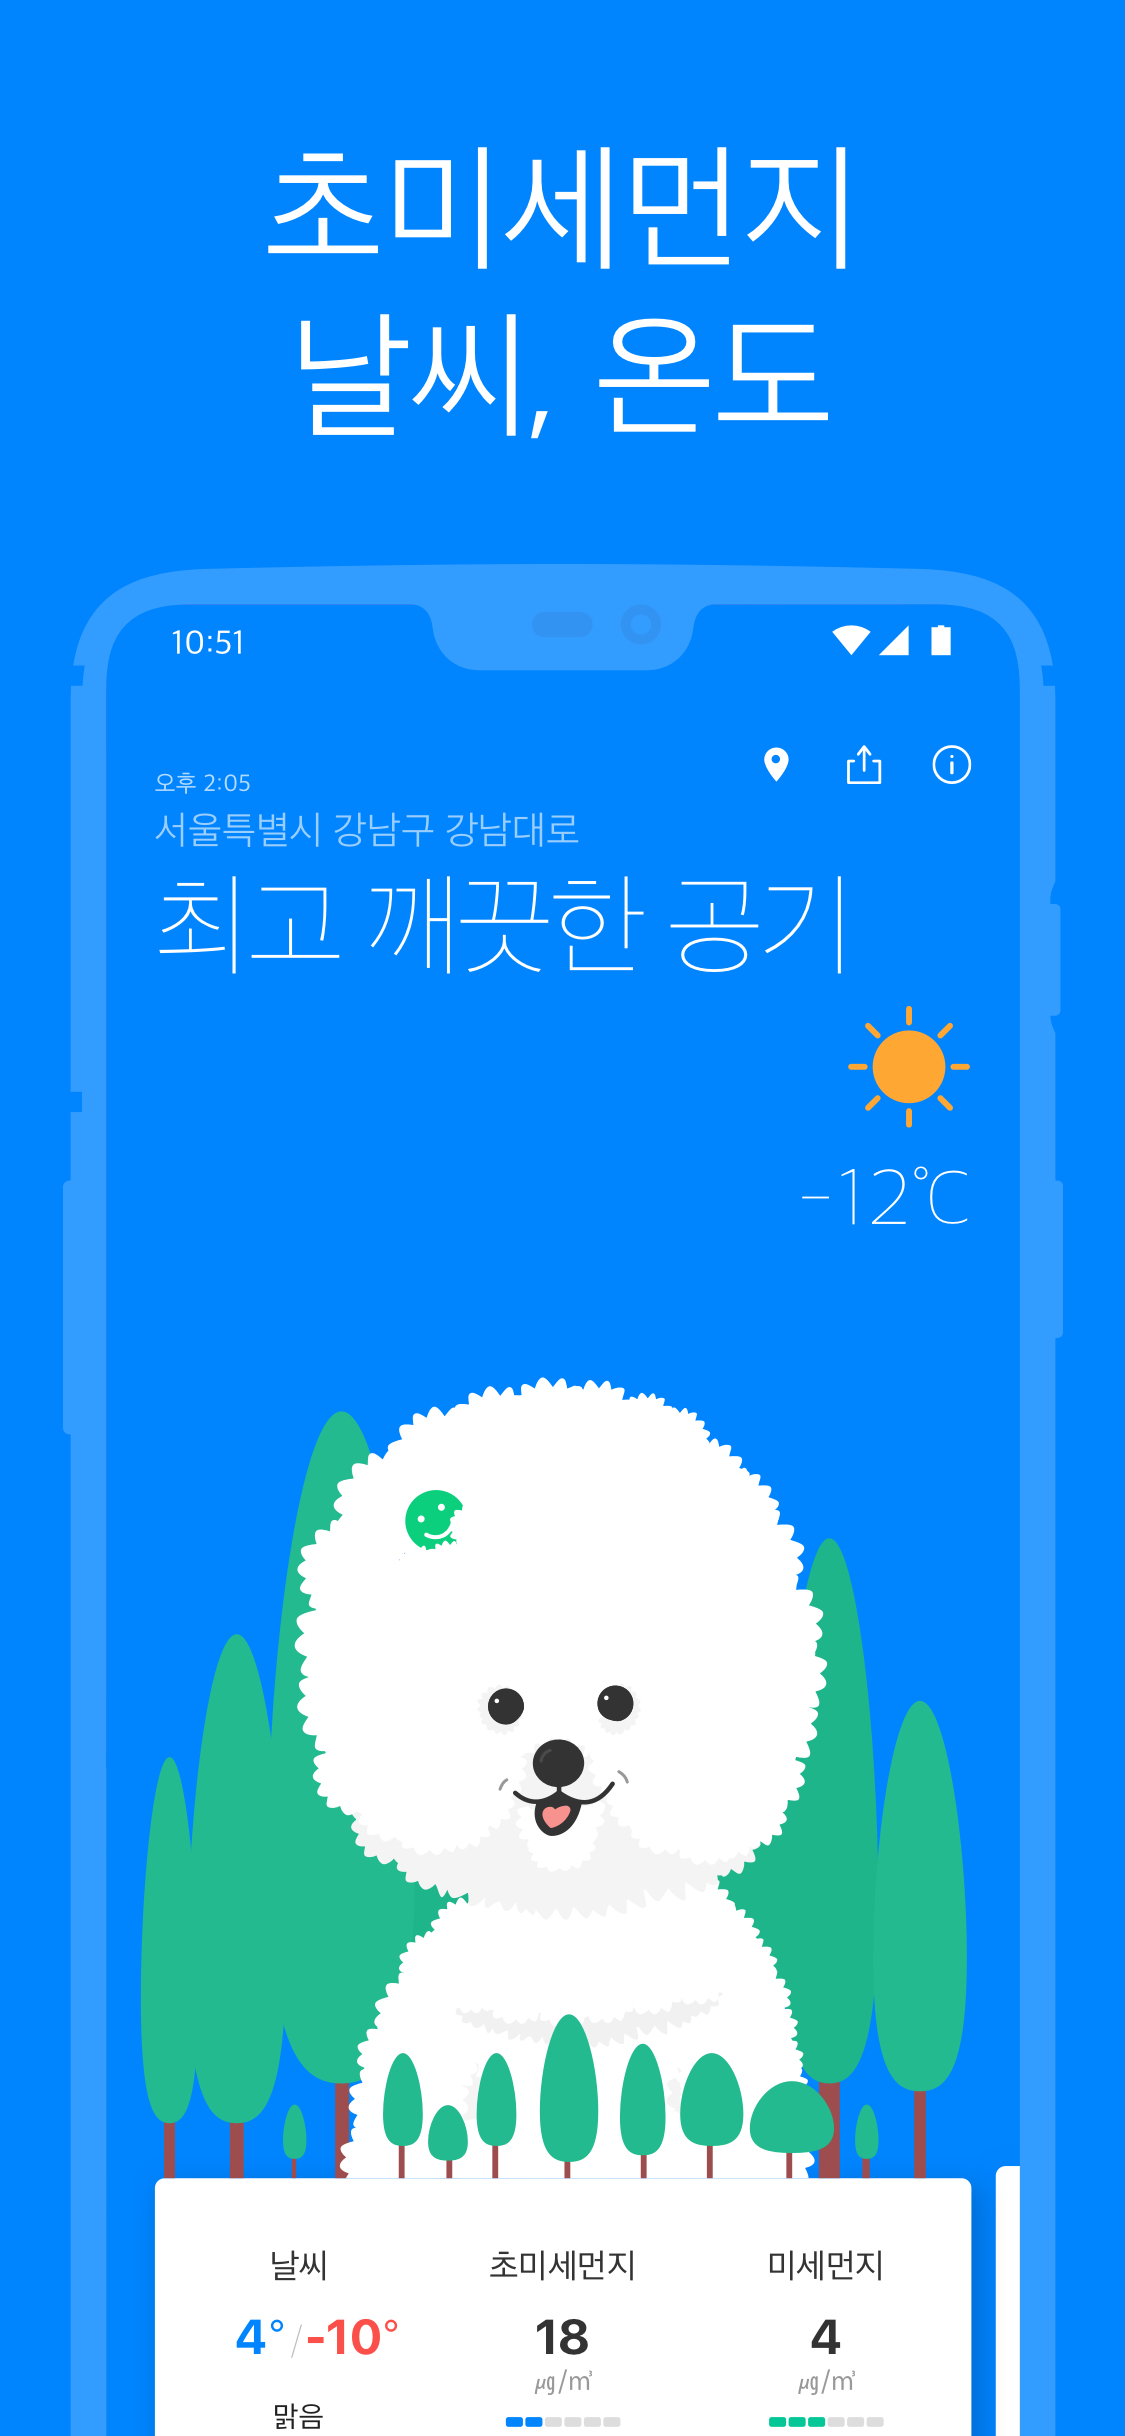 초미세먼지
날씨, 온도
10:51
오후 2:05
서울특별시 강남구 강남대로
최고 깨끗한 공기
-12℃
날씨 초미세먼지 미세먼지
4°/-10° 18 4
㎍/㎥ ㎍/㎥
맑음